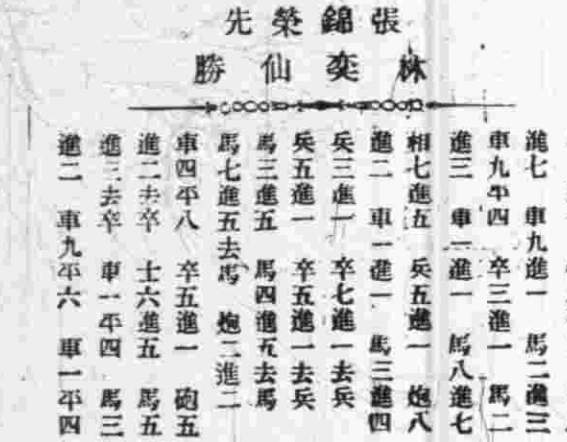 張錦榮先
林奕仙勝
進七 車九進一 馬二進三
車九平四 卒三進一 馬二
進三 車一進一 馬八進七
相七進五 兵五進一 炮八
進二 車一進一 馬三進四
兵三進一 卒七進一去兵
兵五進一 卒五進一去兵
馬三進五 馬四進五去馬
馬七進五去馬 炮二進二
車四平八 卒五進一 砲五
進二去卒 士六進五 馬五
進三去卒 車一平四 馬三
進二 車九平六 車一平四